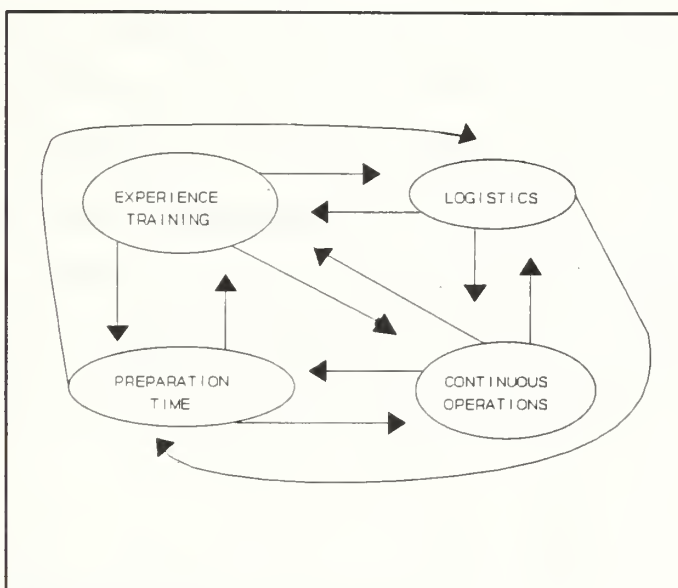 EXPERIENCE
TRAINING
LOGISTICS
PREPARATION
TIME
CONTINUOUS
OPERATIONS